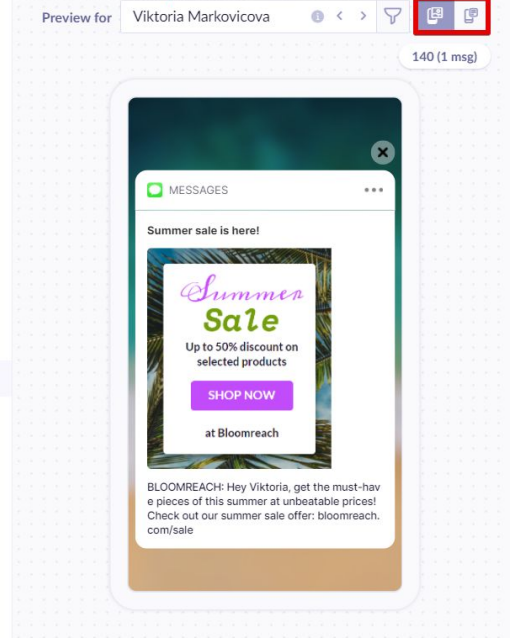 Preview for Viktoria Markovicova
140 (1 msg)
MESSAGES
Summer sale is here!
Summer
Sale
Up to 50% discount on
selected products
SHOP NOW
at Bloomreach
BLOOMREACH: Hey Viktoria, get the must-hav
e pieces of this summer at unbeatable prices!
Check out our summer sale offer: bloomreach.
com/sale